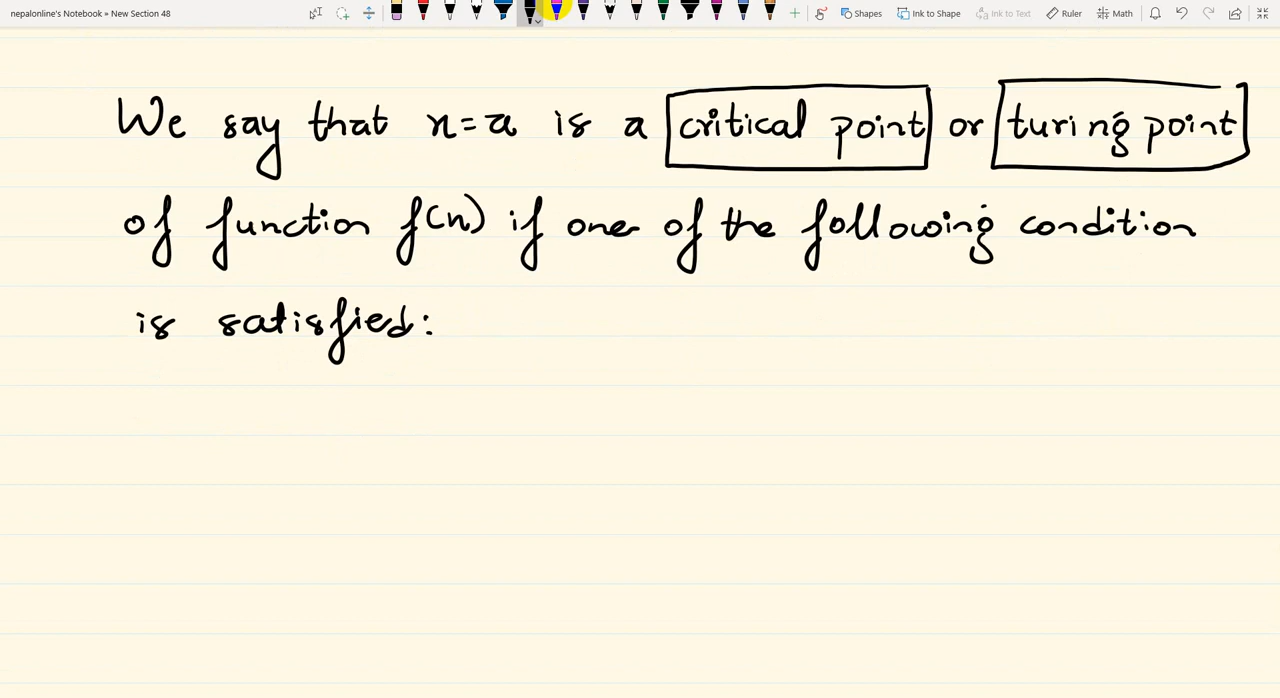 nepalonline's Notebook » New Section 48
Shapes Ink to Shape Ink to Text Ruler Math
We say that x=a is a critical point or turing point
of function f(x) if one of the following condition
is satisfied: